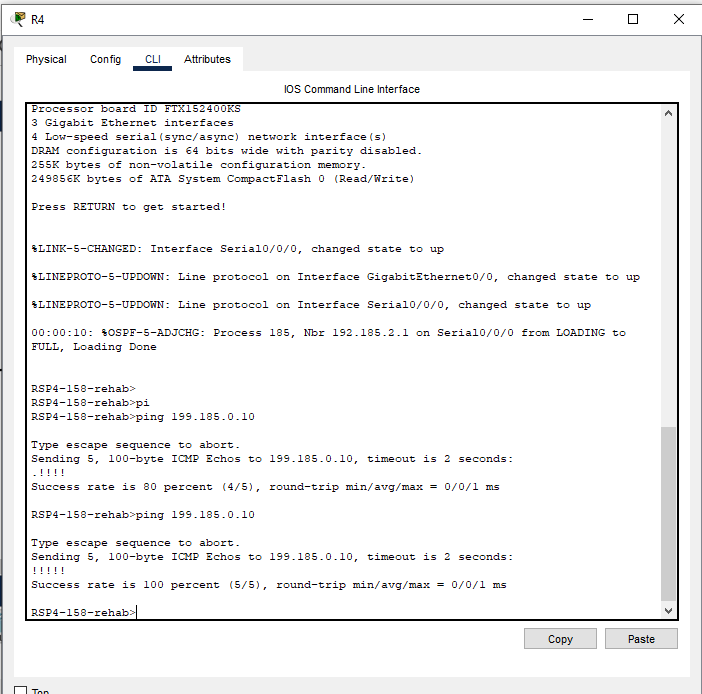 R4
Physical Config CLI Attributes
IOS Command Line Interface
Processor board ID FTX152400KS
3 Gigabit Ethernet interfaces
4 Low-speed serial(sync/async) network interface(s)
DRAM configuration is 64 bits wide with parity disabled.
255K bytes of non-volatile configuration memory.
249856K bytes of ATA System CompactFlash 0 (Read/Write)
Press RETURN to get started!
%LINK-5-CHANGED: Interface Serial0/0/0, changed state to up
%LINEPROTO-5-UPDOWN: Line protocol on Interface GigabitEthernet0/0, changed state to up
%LINEPROTO-5-UPDOWN: Line protocol on Interface Serial0/0/0, changed state to up
00:00:10: %OSPF-5-ADJCHG: Process 185, Nbr 192.185.2.1 on Serial0/0/0 from LOADING to
FULL, Loading Done
RSP4-158-rehab>
RSP4-158-rehab>pi
RSP4-158-rehab>ping 199.185.0.10
Type escape sequence to abort.
Sending 5, 100-byte ICMP Echos to 199.185.0.10, timeout is 2 seconds:
.!!!!
Success rate is 80 percent (4/5), round-trip min/avg/max = 0/0/1 ms
RSP4-158-rehab>ping 199.185.0.10
Type escape sequence to abort.
Sending 5, 100-byte ICMP Echos to 199.185.0.10, timeout is 2 seconds:
!!!!!
Success rate is 100 percent (5/5), round-trip min/avg/max = 0/0/1 ms
RSP4-158-rehab>
Copy Paste
Top